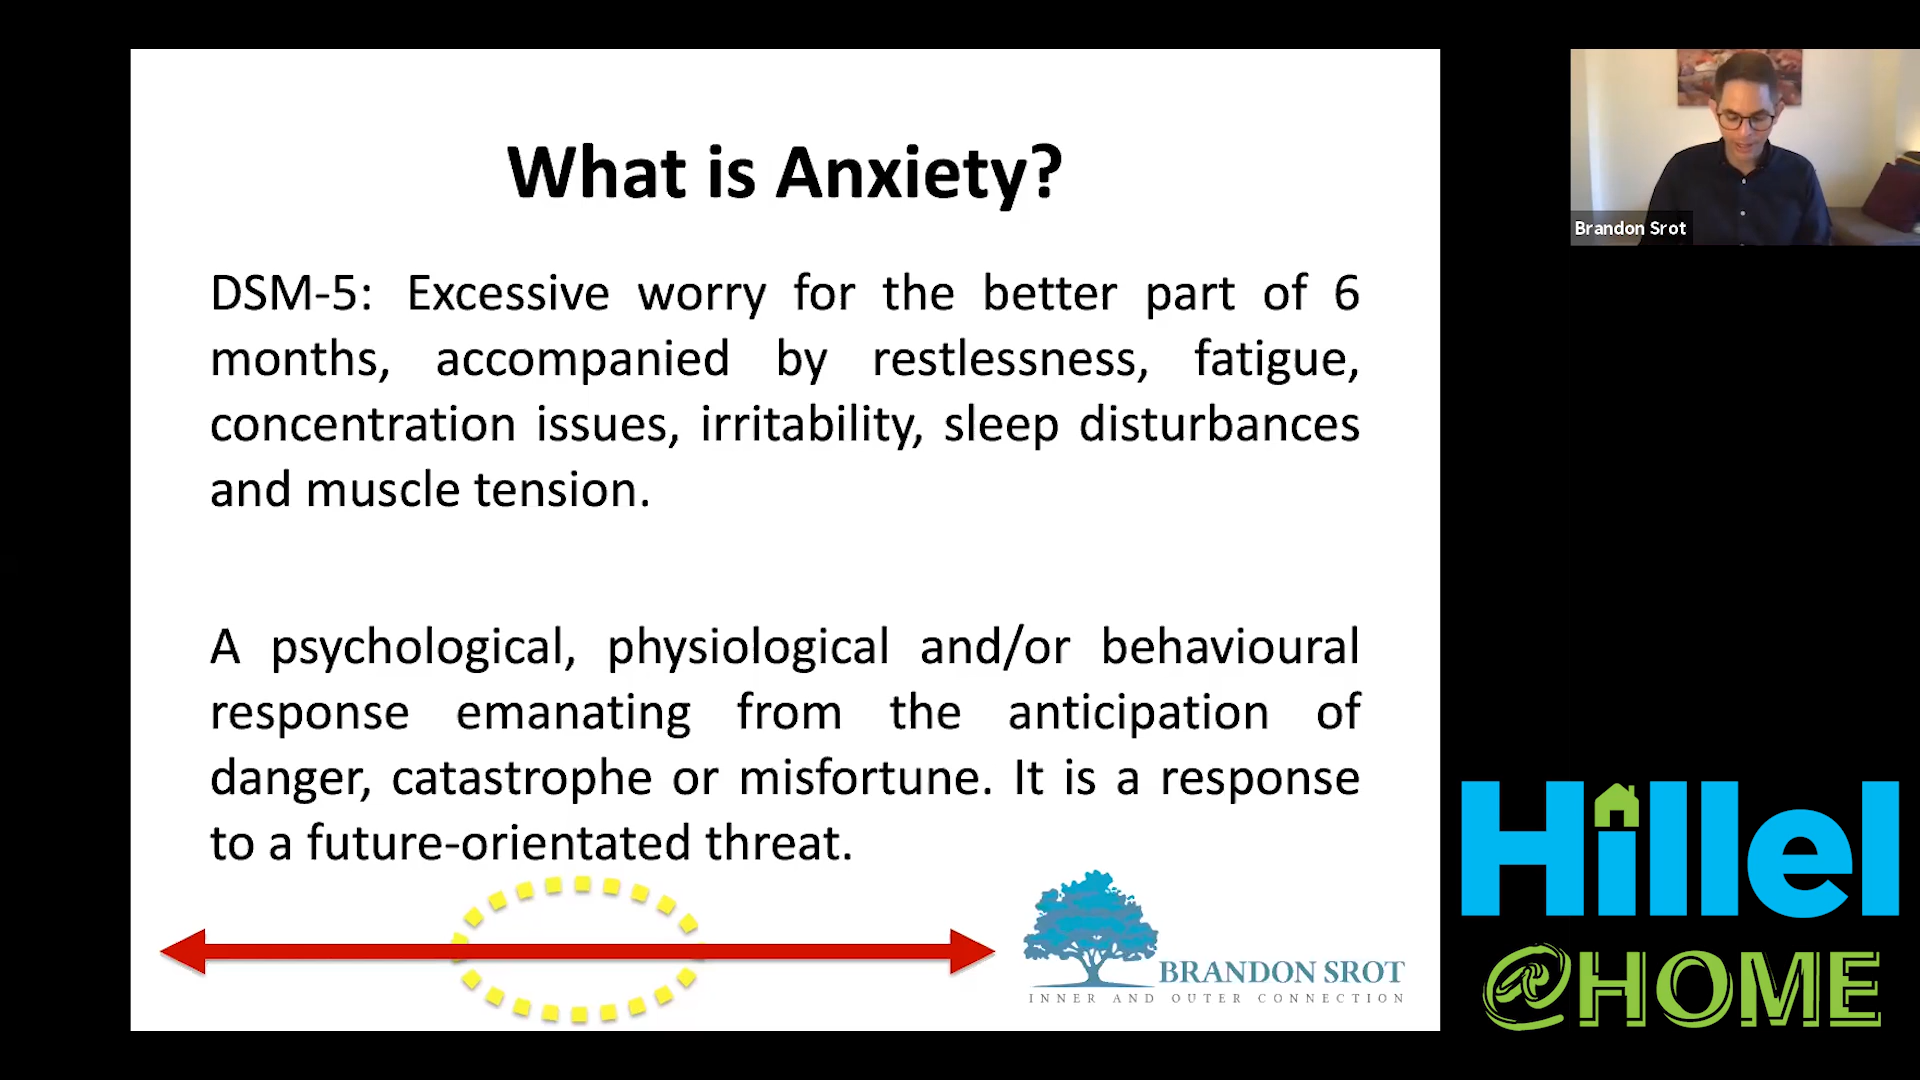 What is Anxiety?
DSM-5: Excessive worry for the better part of 6
months, accompanied by restlessness, fatigue,
concentration issues, irritability, sleep disturbances
and muscle tension.
A psychological, physiological and/or behavioural
response emanating from the anticipation of
danger, catastrophe or misfortune. It is a response
to a future-orientated threat.
BRANDON SROT
INNER AND OUTER CONNECTION
Brandon Srot
Hillel
@HOME